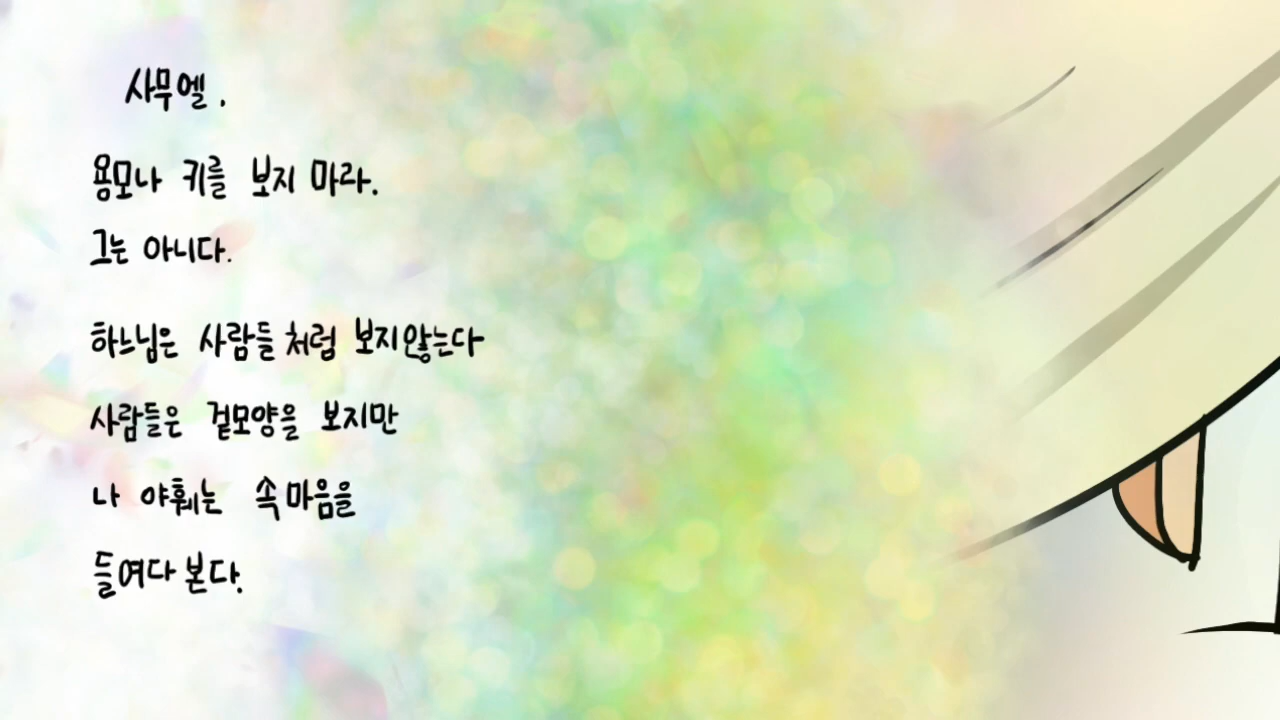 사무엘.
용모나 키를 보지 마라.
그는 아니다.
하느님은 사람들처럼 보지않는다
사람들은 겉모양을 보지만
나 야훼는 속마음을
들여다 본다.